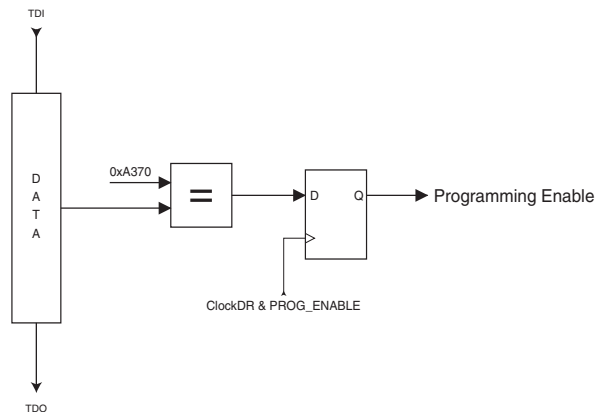 TDI
D
A
T
A
0xA370
=
D
Q
Programming Enable
ClockDR & PROG_ENABLE
TDO